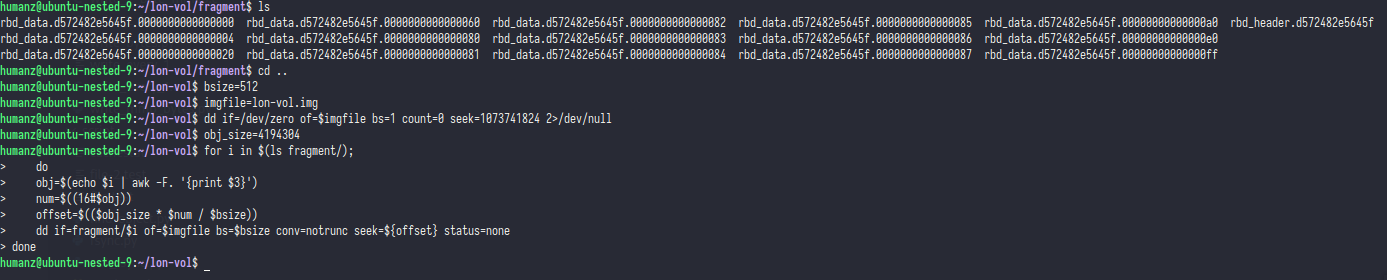 humanz@ubuntu-nested-9:~/lon-vol/fragment$ ls
rbd_data.d572482e5645f.0000000000000000  rbd_data.d572482e5645f.0000000000000060  rbd_data.d572482e5645f.0000000000000082  rbd_data.d572482e5645f.0000000000000085  rbd_data.d572482e5645f.00000000000000a0  rbd_header.d572482e5645f
rbd_data.d572482e5645f.0000000000000004  rbd_data.d572482e5645f.0000000000000080  rbd_data.d572482e5645f.0000000000000083  rbd_data.d572482e5645f.0000000000000086  rbd_data.d572482e5645f.00000000000000e0
rbd_data.d572482e5645f.0000000000000020  rbd_data.d572482e5645f.0000000000000081  rbd_data.d572482e5645f.0000000000000084  rbd_data.d572482e5645f.0000000000000087  rbd_data.d572482e5645f.00000000000000ff
humanz@ubuntu-nested-9:~/lon-vol/fragment$ cd ..
humanz@ubuntu-nested-9:~/lon-vol$ bsize=512
humanz@ubuntu-nested-9:~/lon-vol$ imgfile=lon-vol.img
humanz@ubuntu-nested-9:~/lon-vol$ dd if=/dev/zero of=$imgfile bs=1 count=0 seek=1073741824 2>/dev/null
humanz@ubuntu-nested-9:~/lon-vol$ obj_size=4194304
humanz@ubuntu-nested-9:~/lon-vol$ for i in $(ls fragment/);
>     do
>     obj=$(echo $i | awk -F. '{print $3}')
>     num=$((16#$obj))
>     offset=$(($obj_size * $num / $bsize))
>     dd if=fragment/$i of=$imgfile bs=$bsize conv=notrunc seek=${offset} status=none
> done
humanz@ubuntu-nested-9:~/lon-vol$ _